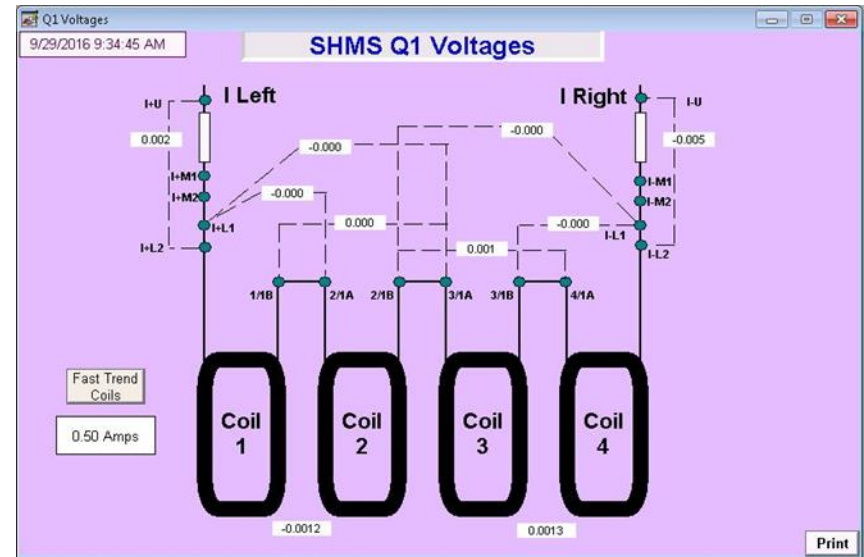 Q1 Voltages
9/29/2016 9:34:45 AM
SHMS Q1 Voltages
I Left
I Right
I+U
I-U
0.002
-0.000
-0.000
-0.005
I+M1
I-M1
I+M2
-0.000
I-M2
I+L1
0.000
-0.000
I-L1
I+L2
0.001
I-L2
1/1B
2/1A
2/1B
3/1A
3/1B
4/1A
Fast Trend
Coils
0.50 Amps
Coil
1
Coil
2
Coil
3
Coil
4
-0.0012
0.0013
Print